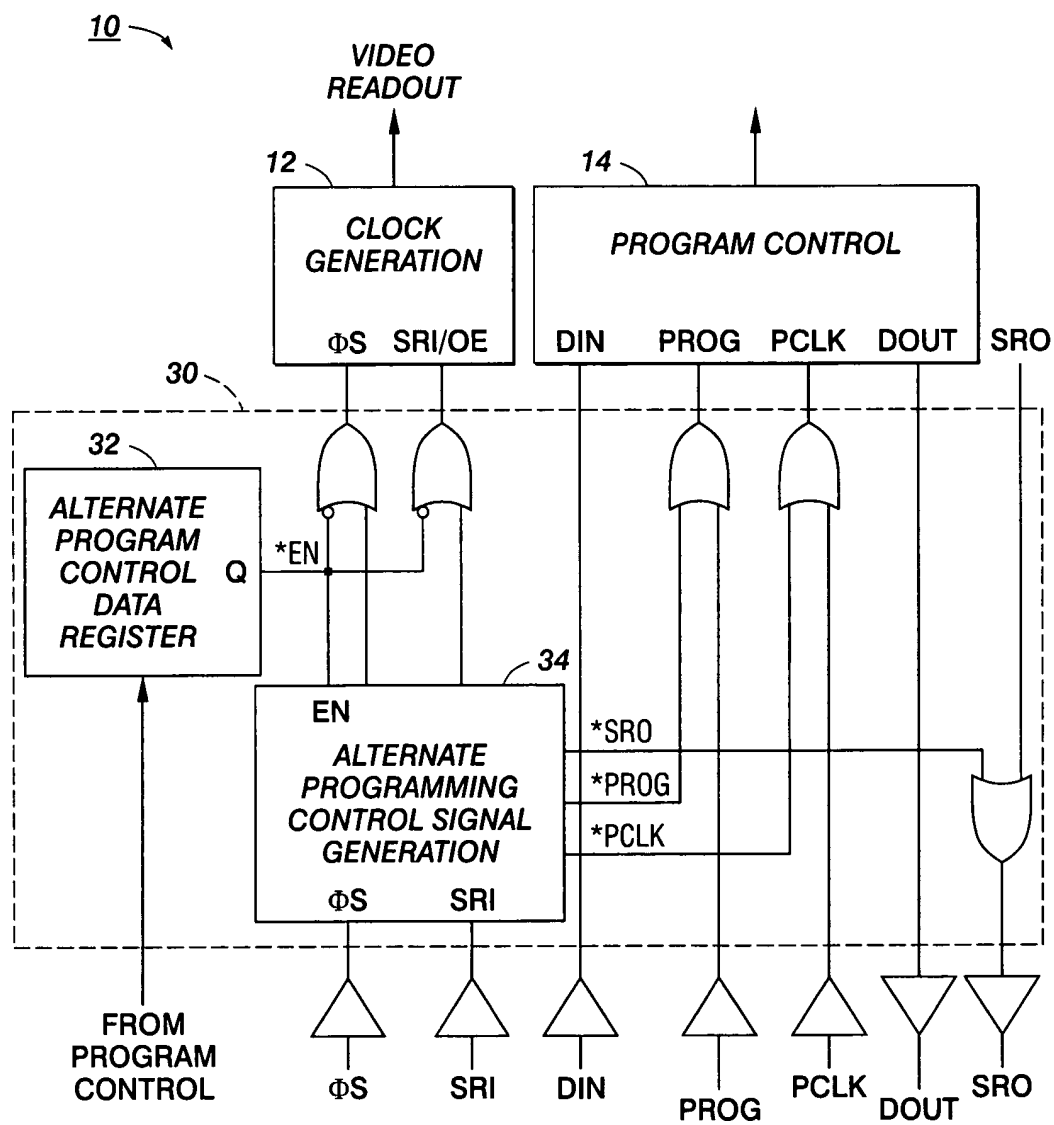 10
VIDEO
READOUT
12
14
CLOCK
GENERATION
ΦS SRI/OE
PROGRAM CONTROL
DIN PROG PCLK DOUT SRO
30
32
ALTERNATE
PROGRAM
CONTROL
DATA
REGISTER
Q
*EN
34
EN
ALTERNATE
PROGRAMMING
CONTROL SIGNAL
GENERATION
ΦS SRI
*SRO
*PROG
*PCLK
FROM
PROGRAM
CONTROL
ΦS SRI DIN PROG PCLK DOUT SRO